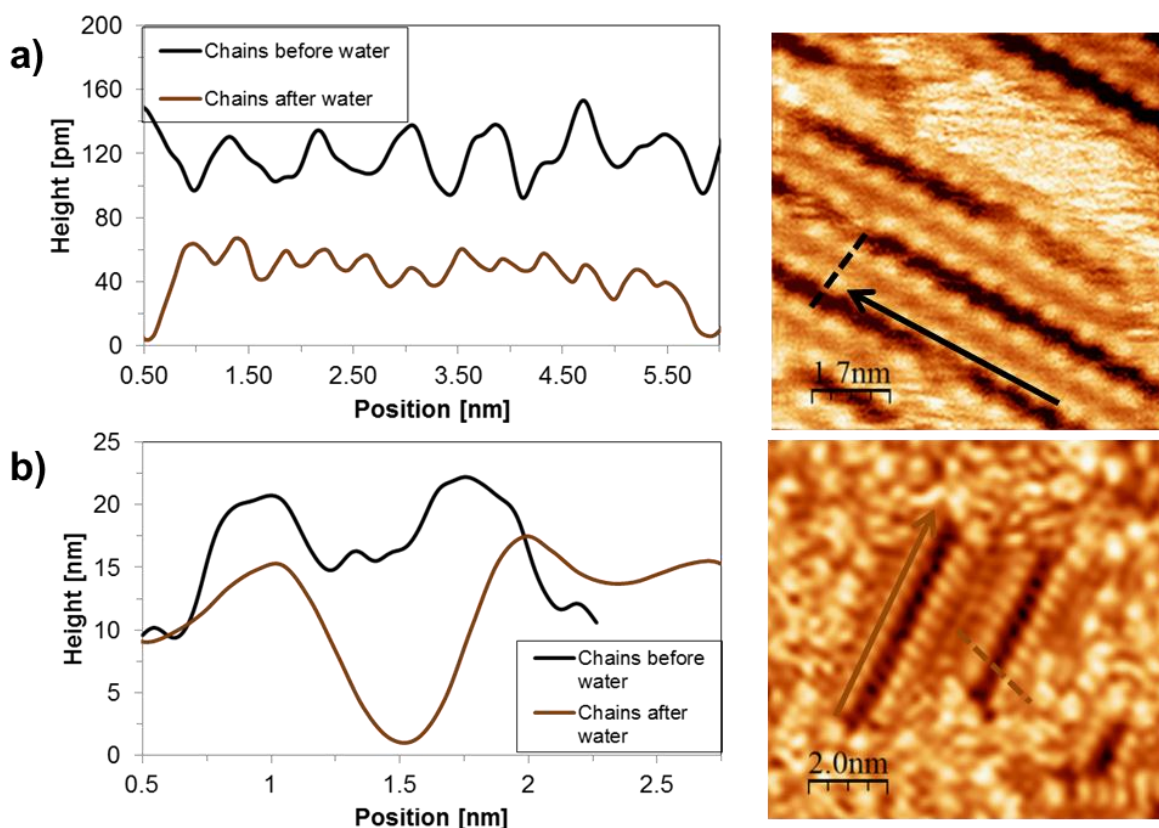 a)
200
160
120
80
40
0
Height [pm]
Chains before water
Chains after water
0.50
1.50
2.50
3.50
4.50
5.50
Position [nm]
1.7nm
b)
25
20
15
10
5
0
Height [nm]
Chains before
water
Chains after
water
0.5
1
1.5
2
2.5
Position [nm]
2.0nm